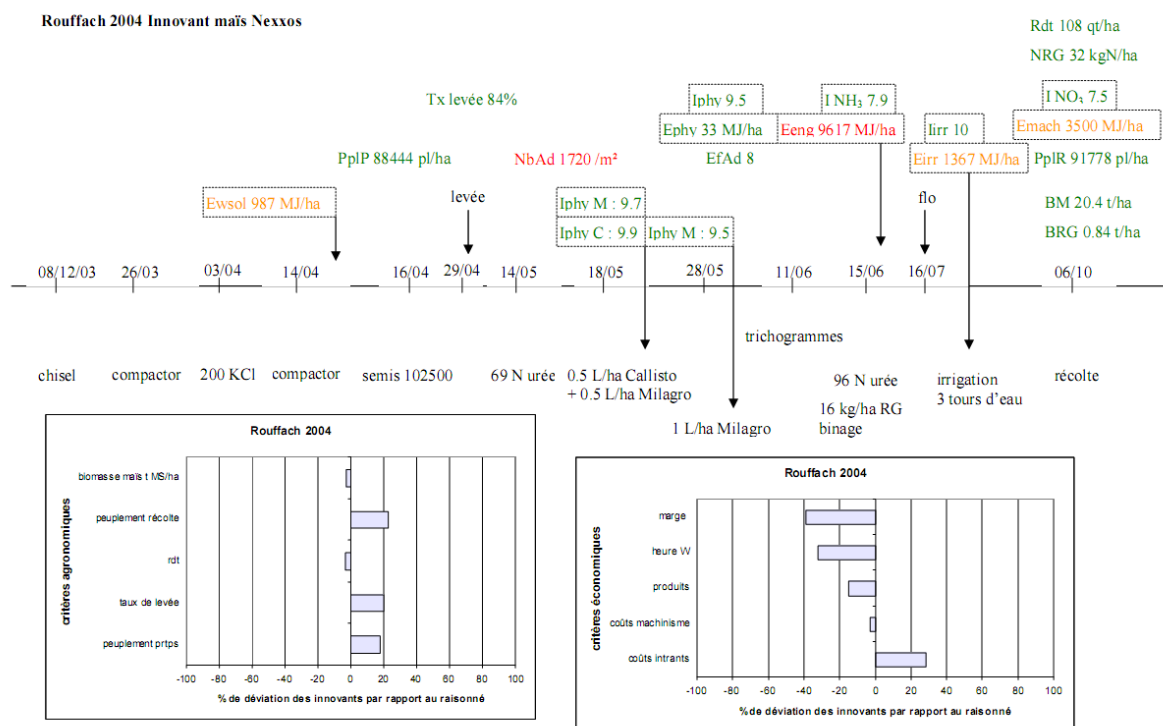 Rouffach 2004 Innovant maïs Nexxos
Rdt 108 qt/ha
NRG 32 kgN/ha
Tx levée 84%
Iphy 9.5
I NH₃ 7.9
I NO₃ 7.5
Ephy 33 MJ/ha
Eeng 9617 MJ/ha
Iirr 10
Emach 3500 MJ/ha
PplP 88444 pl/ha
NbAd 1720 /m²
EfAd 8
Eirr 1367 MJ/ha
PplR 91778 pl/ha
Ewsol 987 MJ/ha
levée
Iphy M : 9.7
flo
BM 20.4 t/ha
Iphy C : 9.9
Iphy M : 9.5
BRG 0.84 t/ha
08/12/03
26/03
03/04
14/04
16/04
29/04
14/05
18/05
28/05
11/06
15/06
16/07
06/10
trichogrammes
chisel
compactor
200 KCl
compactor
semis 102500
69 N urée
0.5 L/ha Callisto
+ 0.5 L/ha Milagro
96 N urée
16 kg/ha RG
binage
irrigation
3 tours d'eau
récolte
1 L/ha Milagro
Rouffach 2004
critères agronomiques
biomasse maïs t MS/ha
peuplement récolte
rdt
taux de levée
peuplement prtps
-100 -80 -60 -40 -20 0 20 40 60 80 100
% de déviation des innovants par rapport au raisonné
Rouffach 2004
critères économiques
marge
heure W
produits
coûts machinisme
coûts intrants
-100 -80 -60 -40 -20 0 20 40 60 80 100
%de déviation des innovants par rapport au raisonné